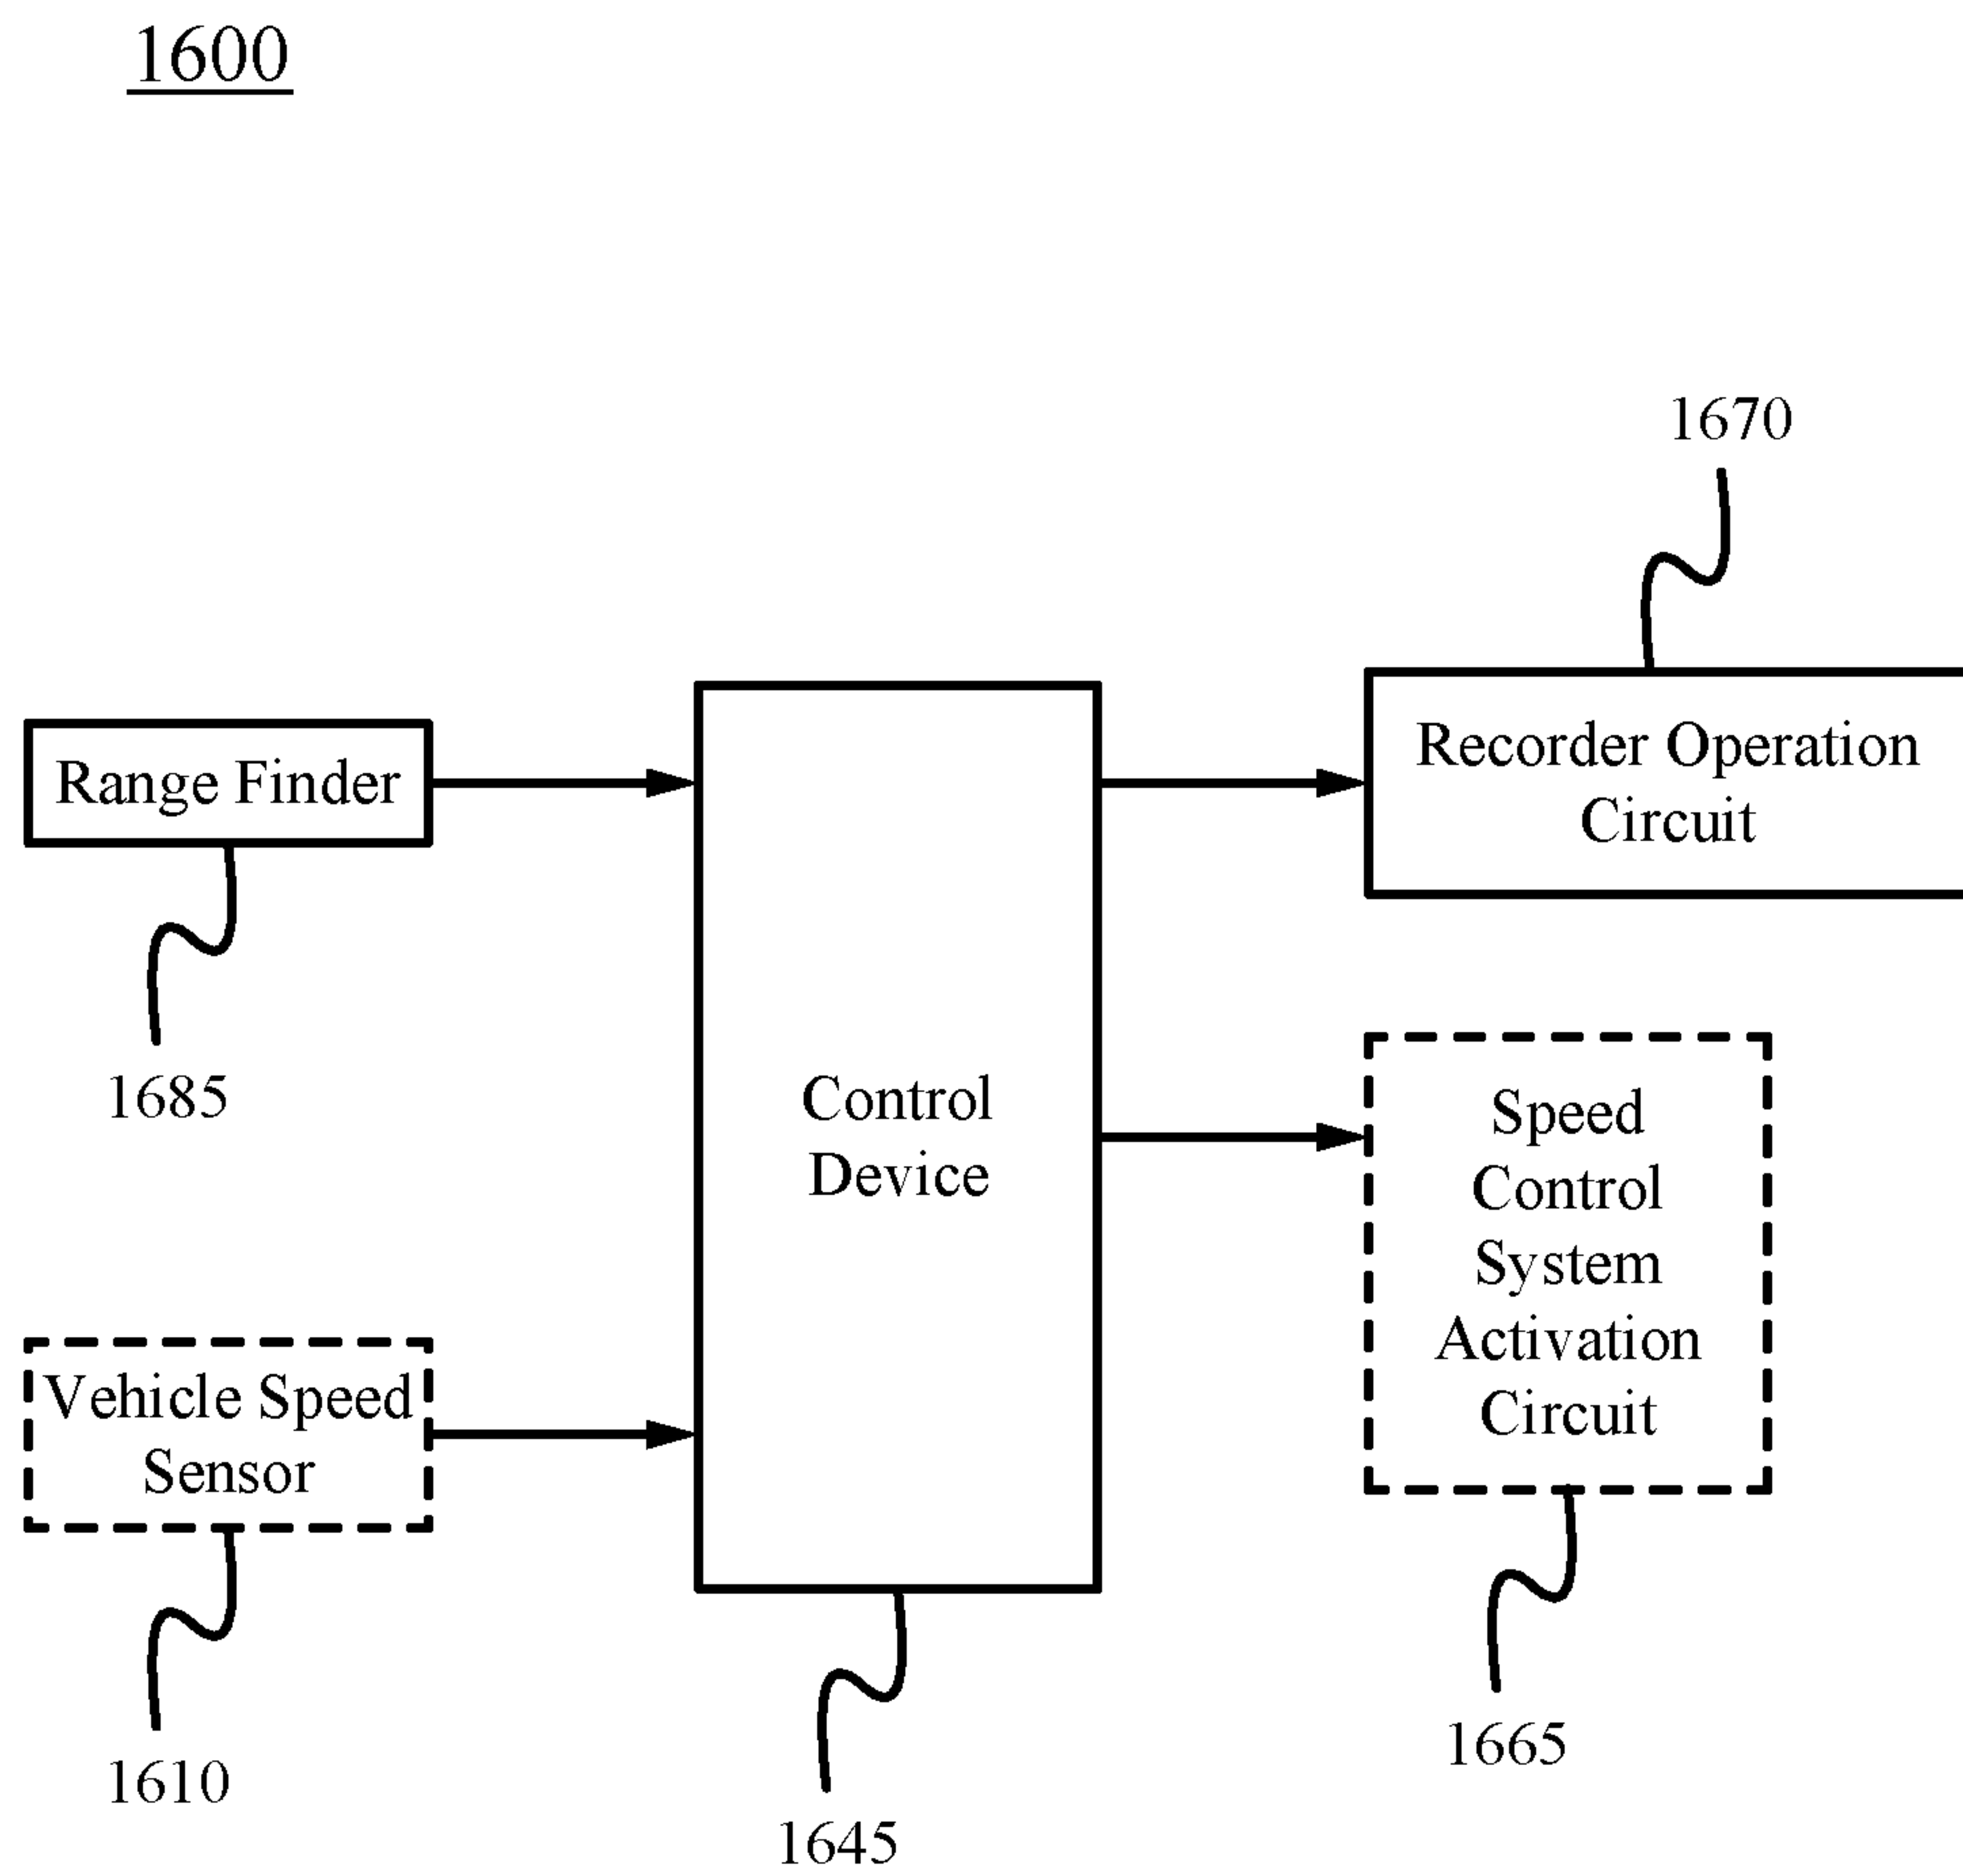 1600
1670
Recorder Operation
Circuit
Range Finder
1685
Control
Device
Speed
Control
System
Activation
Circuit
Vehicle Speed
Sensor
1665
1610
1645